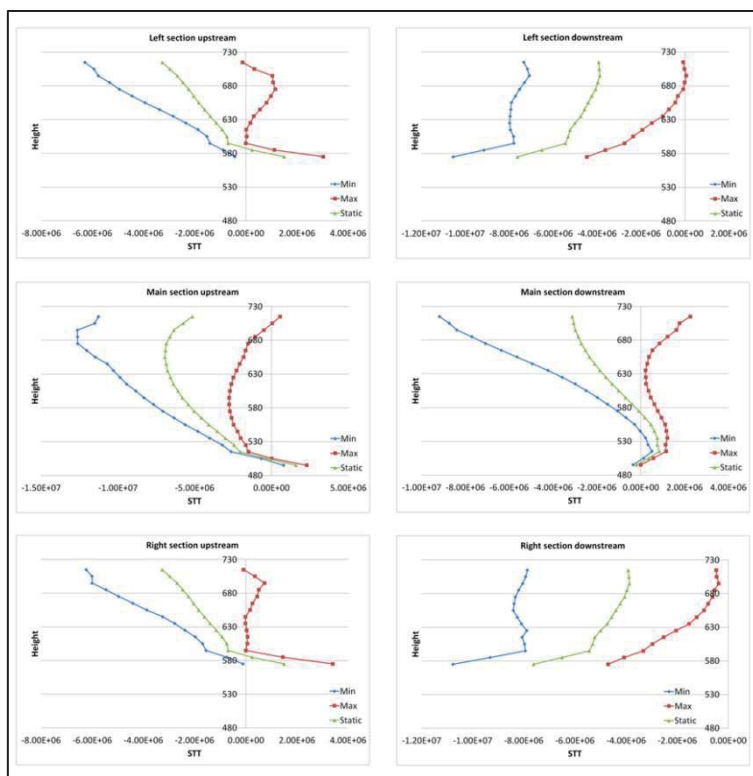 Left section upstream
730
680
630
580
530
480
Height
Min
Max
Static
-8.00E+06 -6.00E+06 -4.00E+06 -2.00E+06 0.00E+00 2.00E+06 4.00E+06
STT
Left section downstream
730
680
630
580
530
480
Height
Min
Max
Static
-1.20E+07 -1.00E+07 -8.00E+06 -6.00E+06 -4.00E+06 -2.00E+06 0.00E+00 2.00E+06
STT
Main section upstream
730
680
630
580
530
480
Height
Min
Max
Static
-1.50E+07 -1.00E+07 -5.00E+06 0.00E+00 5.00E+06
STT
Main section downstream
730
680
630
580
530
480
Height
Min
Max
Static
-1.00E+07 -8.00E+06 -6.00E+06 -4.00E+06 -2.00E+06 0.00E+00 2.00E+06 4.00E+06
STT
Right section upstream
730
680
630
580
530
480
Height
Min
Max
Static
-8.00E+06 -6.00E+06 -4.00E+06 -2.00E+06 0.00E+00 2.00E+06 4.00E+06
STT
Right section downstream
730
680
630
580
530
480
Height
Min
Max
Static
-1.20E+07 -1.00E+07 -8.00E+06 -6.00E+06 -4.00E+06 -2.00E+06 0.00E+00
STT